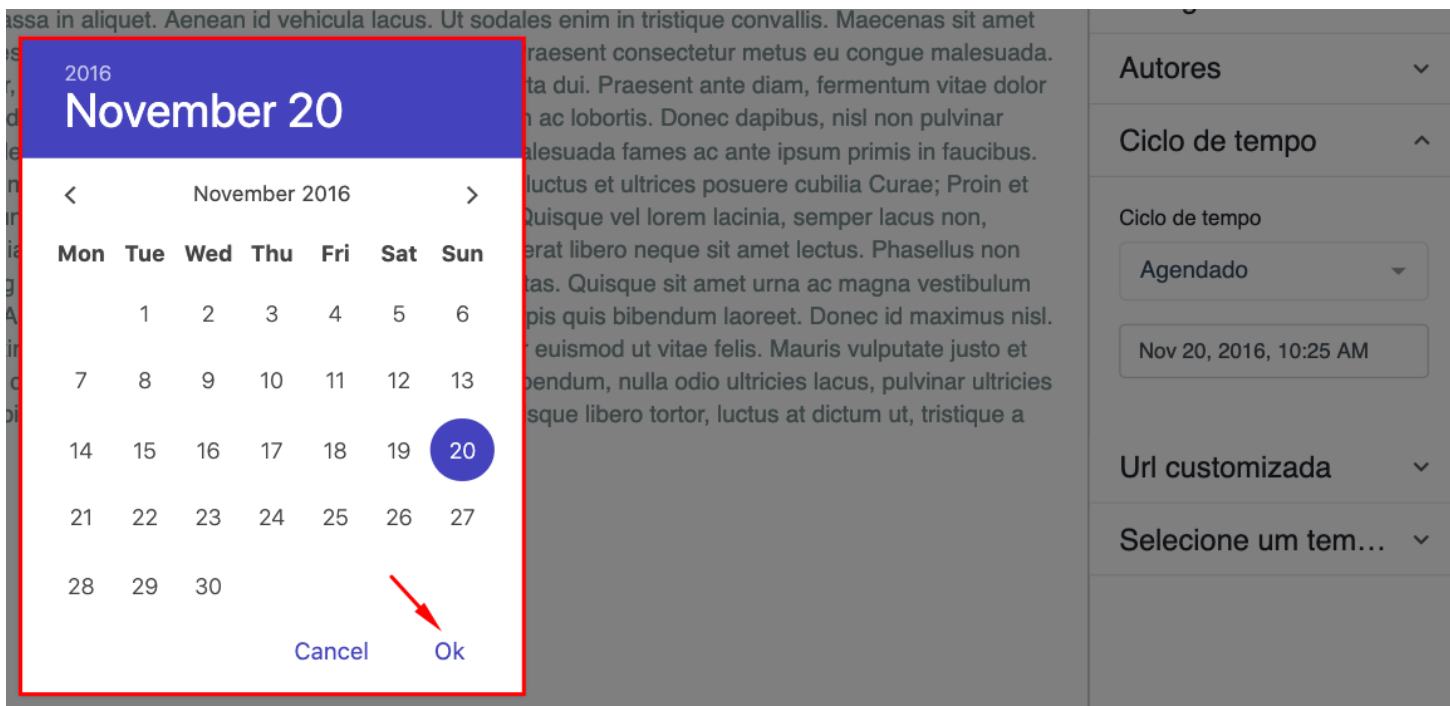 assa in aliquet. Aenean id vehicula lacus. Ut sodales enim in tristique convallis. Maecenas sit amet
raesent consectetur metus eu congue malesuada.
ta dui. Praesent ante diam, fermentum vitae dolor
ac lobortis. Donec dapibus, nisl non pulvinar
alesuada fames ac ante ipsum primis in faucibus.
luctus et ultrices posuere cubilia Curae; Proin et
Quisque vel lorem lacinia, semper lacus non,
erat libero neque sit amet lectus. Phasellus non
tas. Quisque sit amet urna ac magna vestibulum
pis quis bibendum laoreet. Donec id maximus nisl.
euismod ut vitae felis. Mauris vulputate justo et
bendum, nulla odio ultricies lacus, pulvinar ultricies
sque libero tortor, luctus at dictum ut, tristique a
2016
November 20
November 2016
Mon Tue Wed Thu Fri Sat Sun
1 2 3 4 5 6
7 8 9 10 11 12 13
14 15 16 17 18 19 20
21 22 23 24 25 26 27
28 29 30
Cancel Ok
Autores
Ciclo de tempo
Ciclo de tempo
Agendado
Nov 20, 2016, 10:25 AM
Url customizada
Selecione um tem…